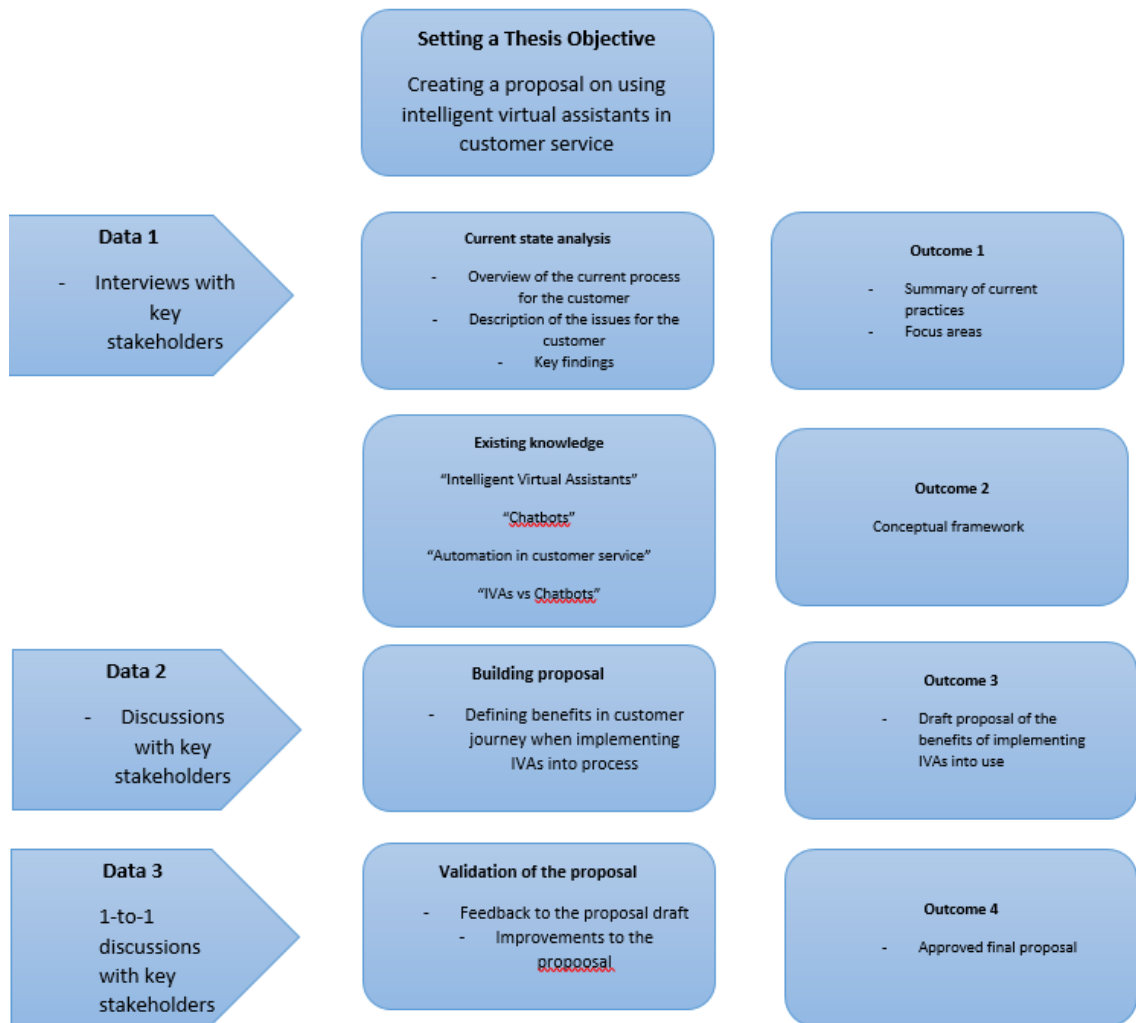 Setting a Thesis Objective
Creating a proposal on using
intelligent virtual assistants in
customer service
Data 1
- Interviews with
key
stakeholders
Current state analysis
- Overview of the current process
for the customer
- Description of the issues for the
customer
- Key findings
Outcome 1
- Summary of current
practices
- Focus areas
Existing knowledge
“Intelligent Virtual Assistants”
“Chatbots”
“Automation in customer service”
“IVAs vs Chatbots”
Outcome 2
Conceptual framework
Data 2
- Discussions
with key
stakeholders
Building proposal
- Defining benefits in customer
journey when implementing
IVAs into process
Outcome 3
- Draft proposal of the
benefits of implementing
IVAs into use
Data 3
1-to-1
discussions
with key
stakeholders
Validation of the proposal
- Feedback to the proposal draft
- Improvements to the
propoosal
Outcome 4
- Approved final proposal